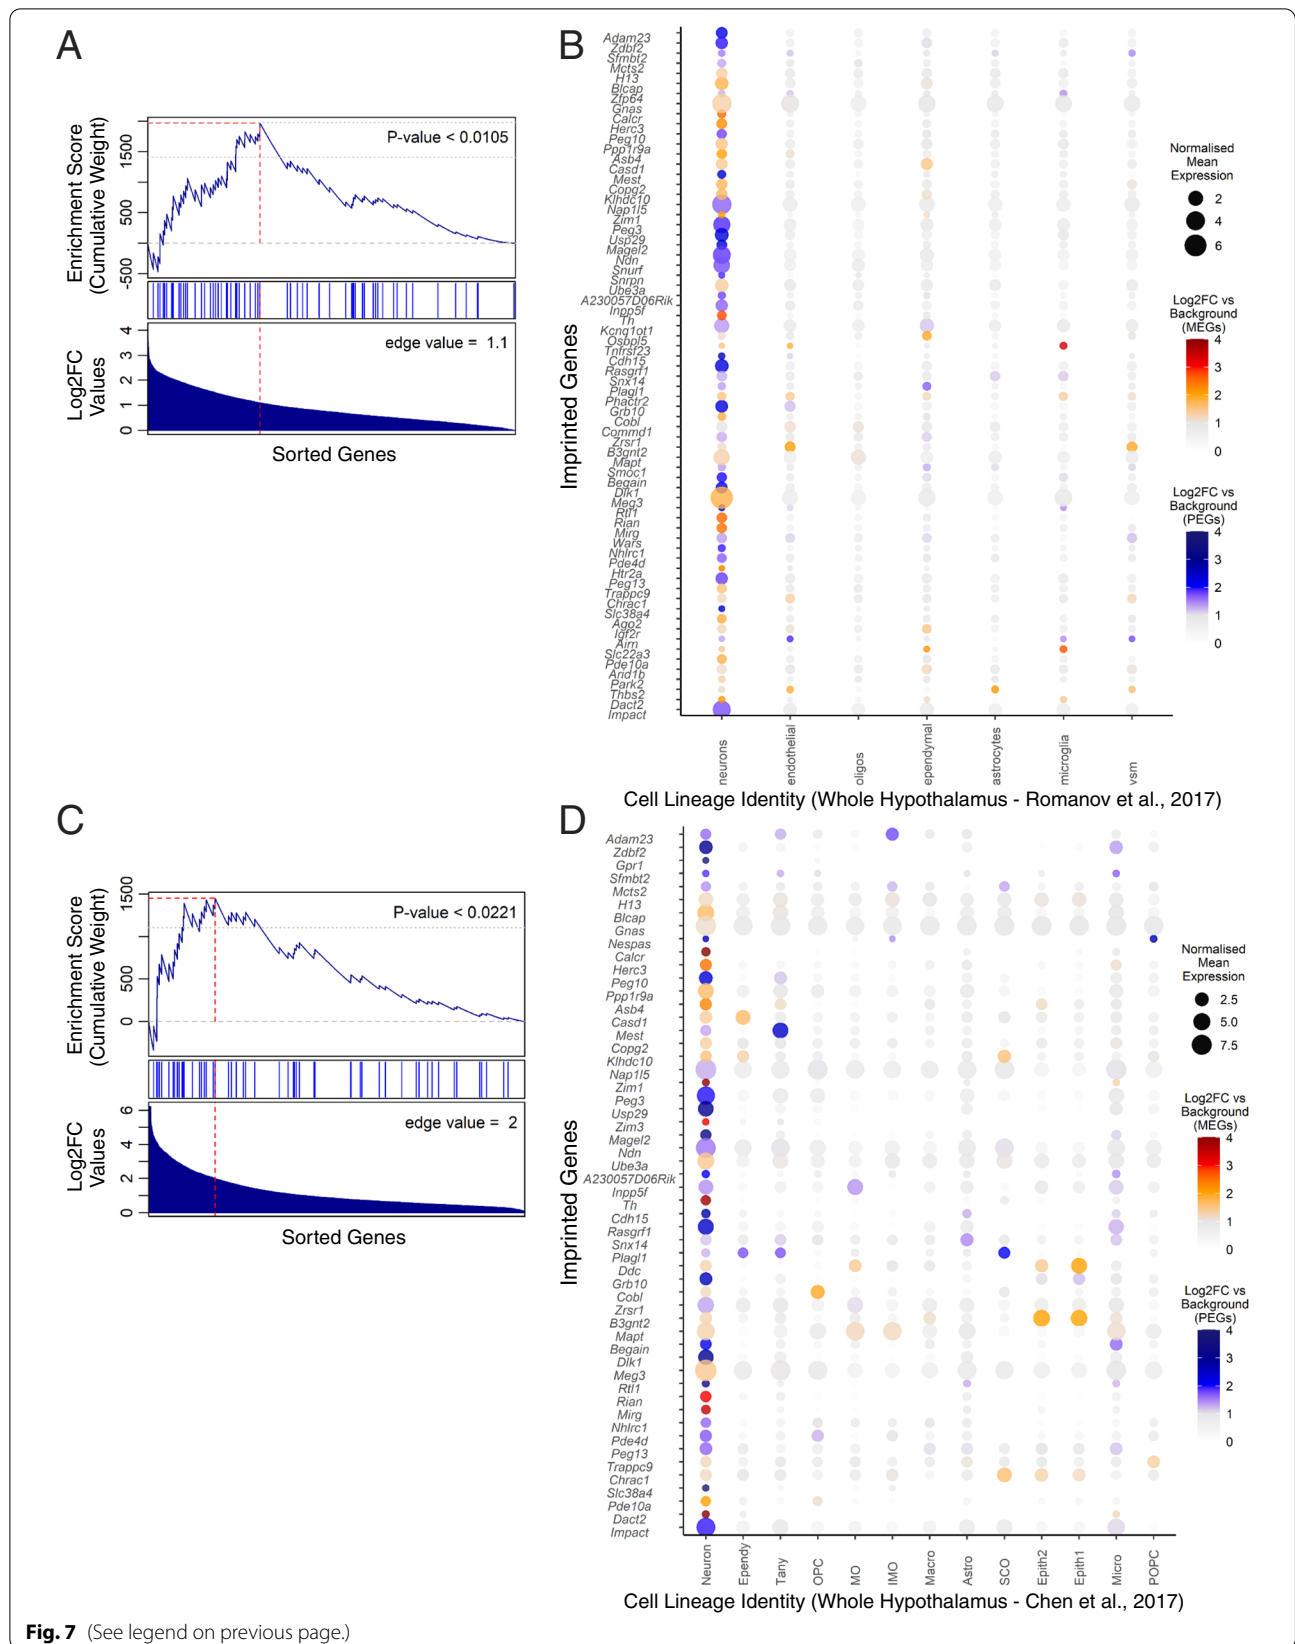 A
P-value < 0.0105
Enrichment Score
(Cumulative Weight)
1500
500
-500
edge value = 1.1
Log2FC
Values
4
3
2
1
0
Sorted Genes
B
Imprinted Genes
Adam23
Zdbf2
Sfmbt2
Mcts2
H13
Blcap
Zfp64
Gnas
Calcr
Herc3
Peg10
Ppp1r9a
Asb4
Casd1
Mest
Copg2
Klhdc10
Nap1l5
Zim1
Peg3
Usp29
Magel2
Ndn
Snurf
Snrpn
Ube3a
A230057D06Rik
Inpp5f
Th
Kcnq1ot1
Osbpl5
Tnfrsf23
Cdh15
Rasgrf1
Snx14
Plagl1
Phactr2
Grb10
Cobl
Commd1
Zrsr1
B3gnt2
Mapt
Smoc1
Begain
Dlk1
Meg3
Rtl1
Rian
Mirg
Wars
Nhlrc1
Pde4d
Htr2a
Peg13
Trappc9
Chrac1
Slc38a4
Ago2
Igf2r
Airn
Slc22a3
Pde10a
Arid1b
Park2
Thbs2
Dact2
Impact
neurons
endothelial
oligos
ependymal
astrocytes
microglia
vsm
Cell Lineage Identity (Whole Hypothalamus - Romanov et al., 2017)
Normalised
Mean
Expression
2
4
6
Log2FC vs
Background
(MEGs)
4
3
2
1
0
Log2FC vs
Background
(PEGs)
4
3
2
1
0
C
P-value < 0.0221
Enrichment Score
(Cumulative Weight)
1500
500
0
edge value = 2
Log2FC
Values
6
4
2
0
Sorted Genes
D
Imprinted Genes
Adam23
Zdbf2
Gpr1
Sfmbt2
Mcts2
H13
Blcap
Gnas
Nespas
Calcr
Herc3
Peg10
Ppp1r9a
Asb4
Casd1
Mest
Copg2
Klhdc10
Nap1l5
Zim1
Peg3
Usp29
Zim3
Magel2
Ndn
Ube3a
A230057D06Rik
Inpp5f
Th
Cdh15
Rasgrf1
Snx14
Plagl1
Ddc
Grb10
Cobl
Zrsr1
B3gnt2
Mapt
Begain
Dlk1
Meg3
Rtl1
Rian
Mirg
Nhlrc1
Pde4d
Peg13
Trappc9
Chrac1
Slc38a4
Pde10a
Dact2
Impact
Neuron
Ependy
Tany
OPC
MO
IMO
Macro
Astro
SCO
Epith2
Epith1
Micro
POPC
Cell Lineage Identity (Whole Hypothalamus - Chen et al., 2017)
Normalised
Mean
Expression
2.5
5.0
7.5
Log2FC vs
Background
(MEGs)
4
3
2
1
0
Log2FC vs
Background
(PEGs)
4
3
2
1
0
Fig. 7 (See legend on previous page.)